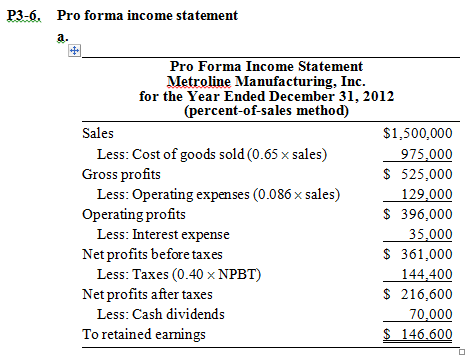 P3-6. Pro forma income statement
a.
Pro Forma Income Statement
Metroline Manufacturing, Inc.
for the Year Ended December 31, 2012
(percent-of-sales method)
Sales $1,500,000
Less: Cost of goods sold (0.65 × sales) 975,000
Gross profits $ 525,000
Less: Operating expenses (0.086 × sales) 129,000
Operating profits $ 396,000
Less: Interest expense 35,000
Net profits before taxes $ 361,000
Less: Taxes (0.40 × NPBT) 144,400
Net profits after taxes $ 216,600
Less: Cash dividends 70,000
To retained earnings $ 146,600